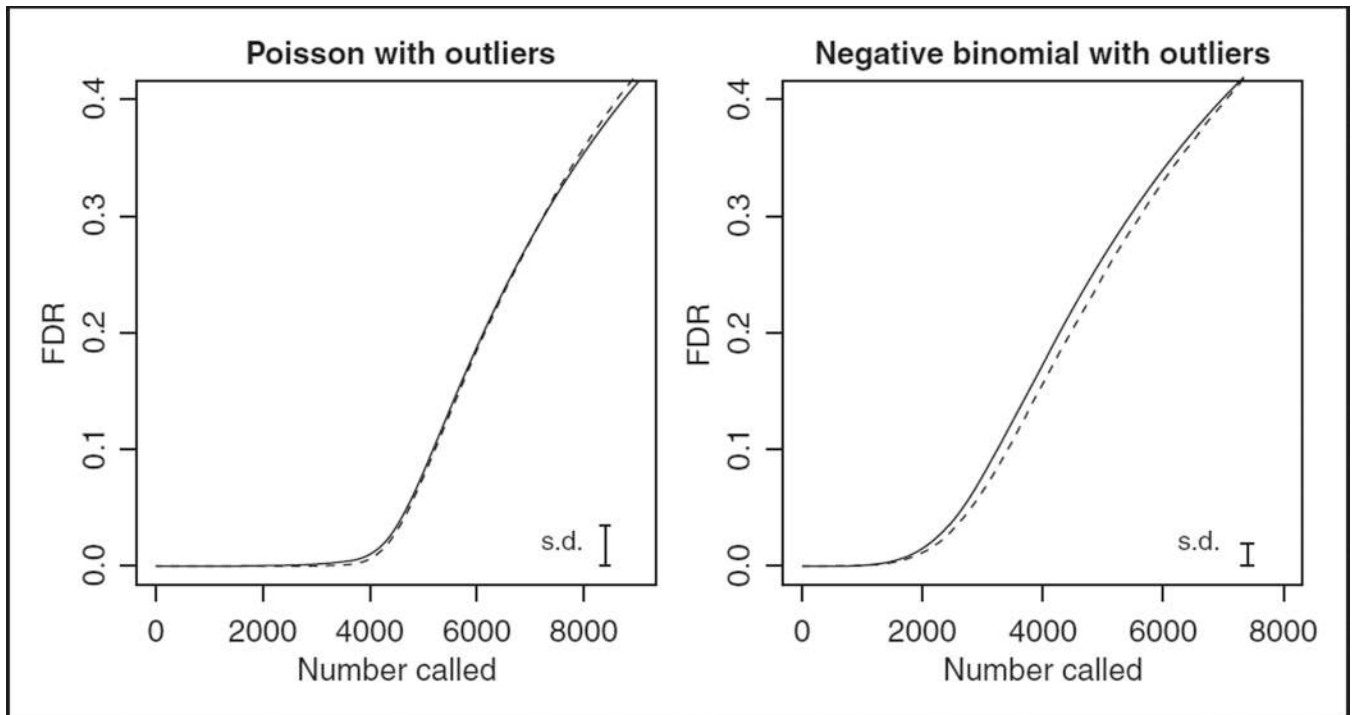 Poisson with outliers
FDR
0.4
0.3
0.2
0.1
0.0
s.d.
0 2000 4000 6000 8000
Number called
Negative binomial with outliers
FDR
0.4
0.3
0.2
0.1
0.0
s.d.
0 2000 4000 6000 8000
Number called